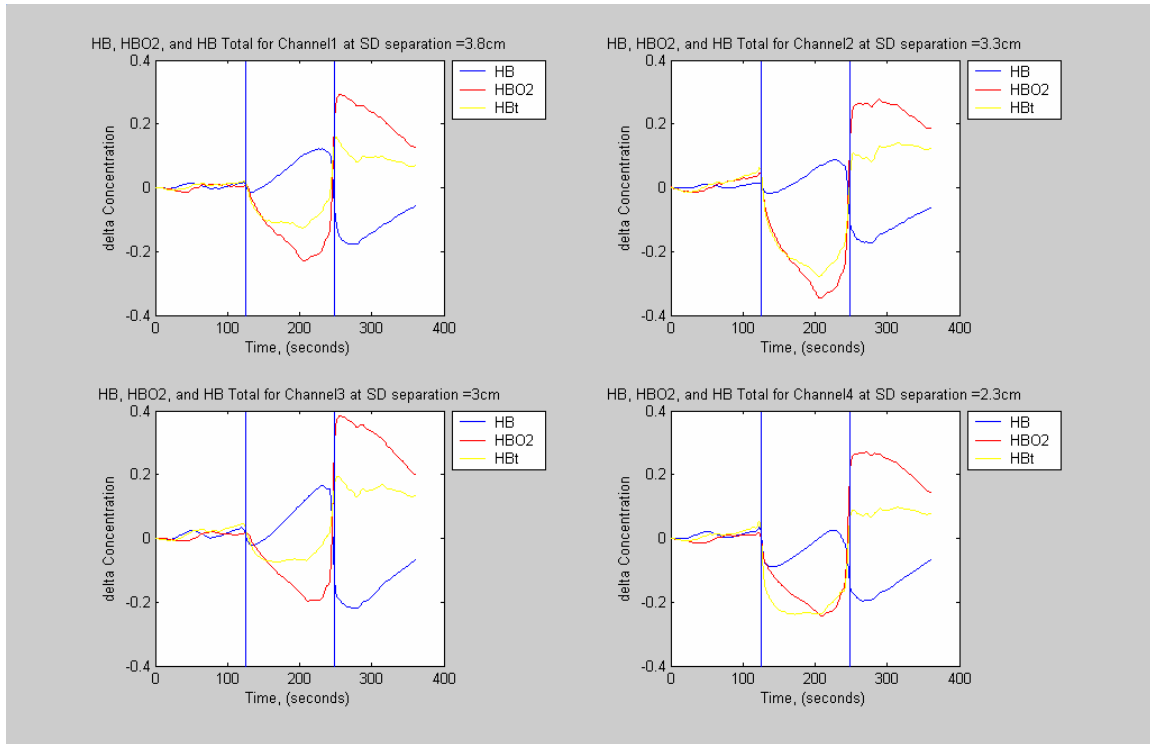 HB, HBO2, and HB Total for Channel1 at SD separation =3.8cm
0.4
0.2
0
-0.2
-0.4
delta Concentration
0 100 200 300 400
Time, (seconds)
HB
HBO2
HBt
HB, HBO2, and HB Total for Channel2 at SD separation =3.3cm
0.4
0.2
0
-0.2
-0.4
delta Concentration
0 100 200 300 400
Time, (seconds)
HB
HBO2
HBt
HB, HBO2, and HB Total for Channel3 at SD separation =3cm
0.4
0.2
0
-0.2
-0.4
delta Concentration
0 100 200 300 400
Time, (seconds)
HB
HBO2
HBt
HB, HBO2, and HB Total for Channel4 at SD separation =2.3cm
0.4
0.2
0
-0.2
-0.4
delta Concentration
0 100 200 300 400
Time, (seconds)
HB
HBO2
HBt